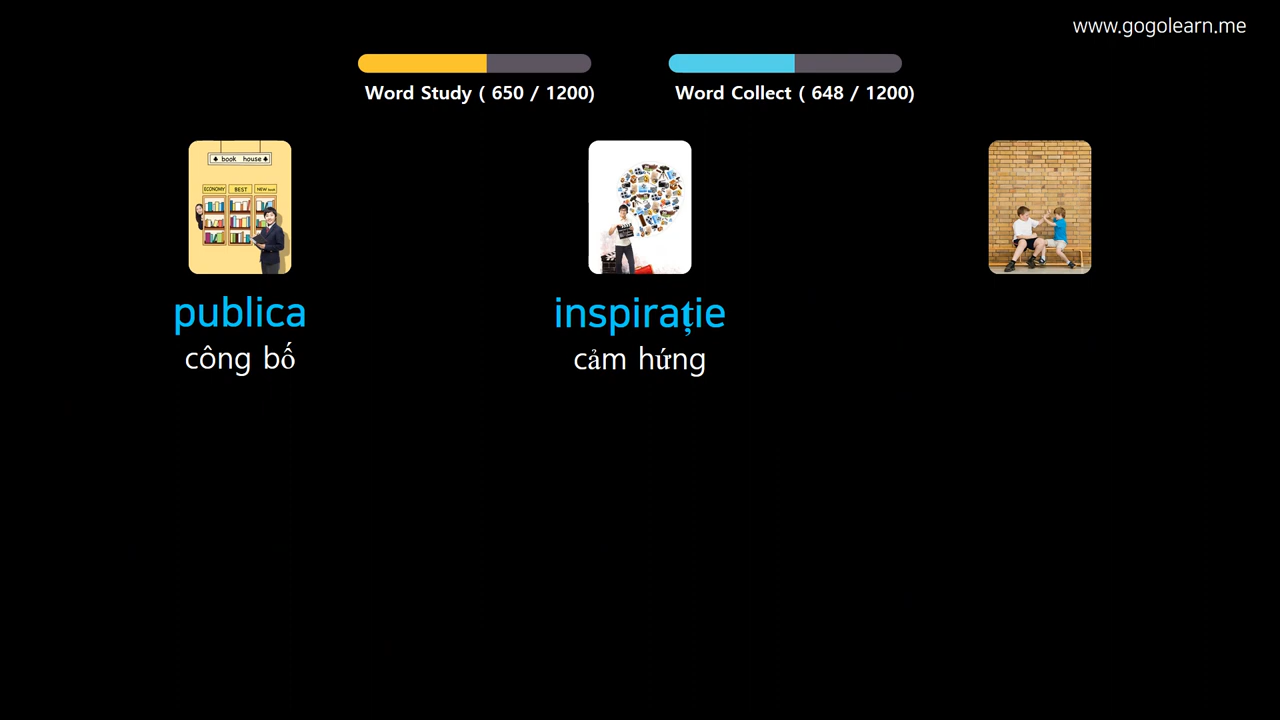 www.gogolearn.me
Word Study ( 650 / 1200)
Word Collect ( 648 / 1200)
♣ book house ♣
ECONOMY
BEST
NEW book
publica
inspirație
công bố
cảm hứng